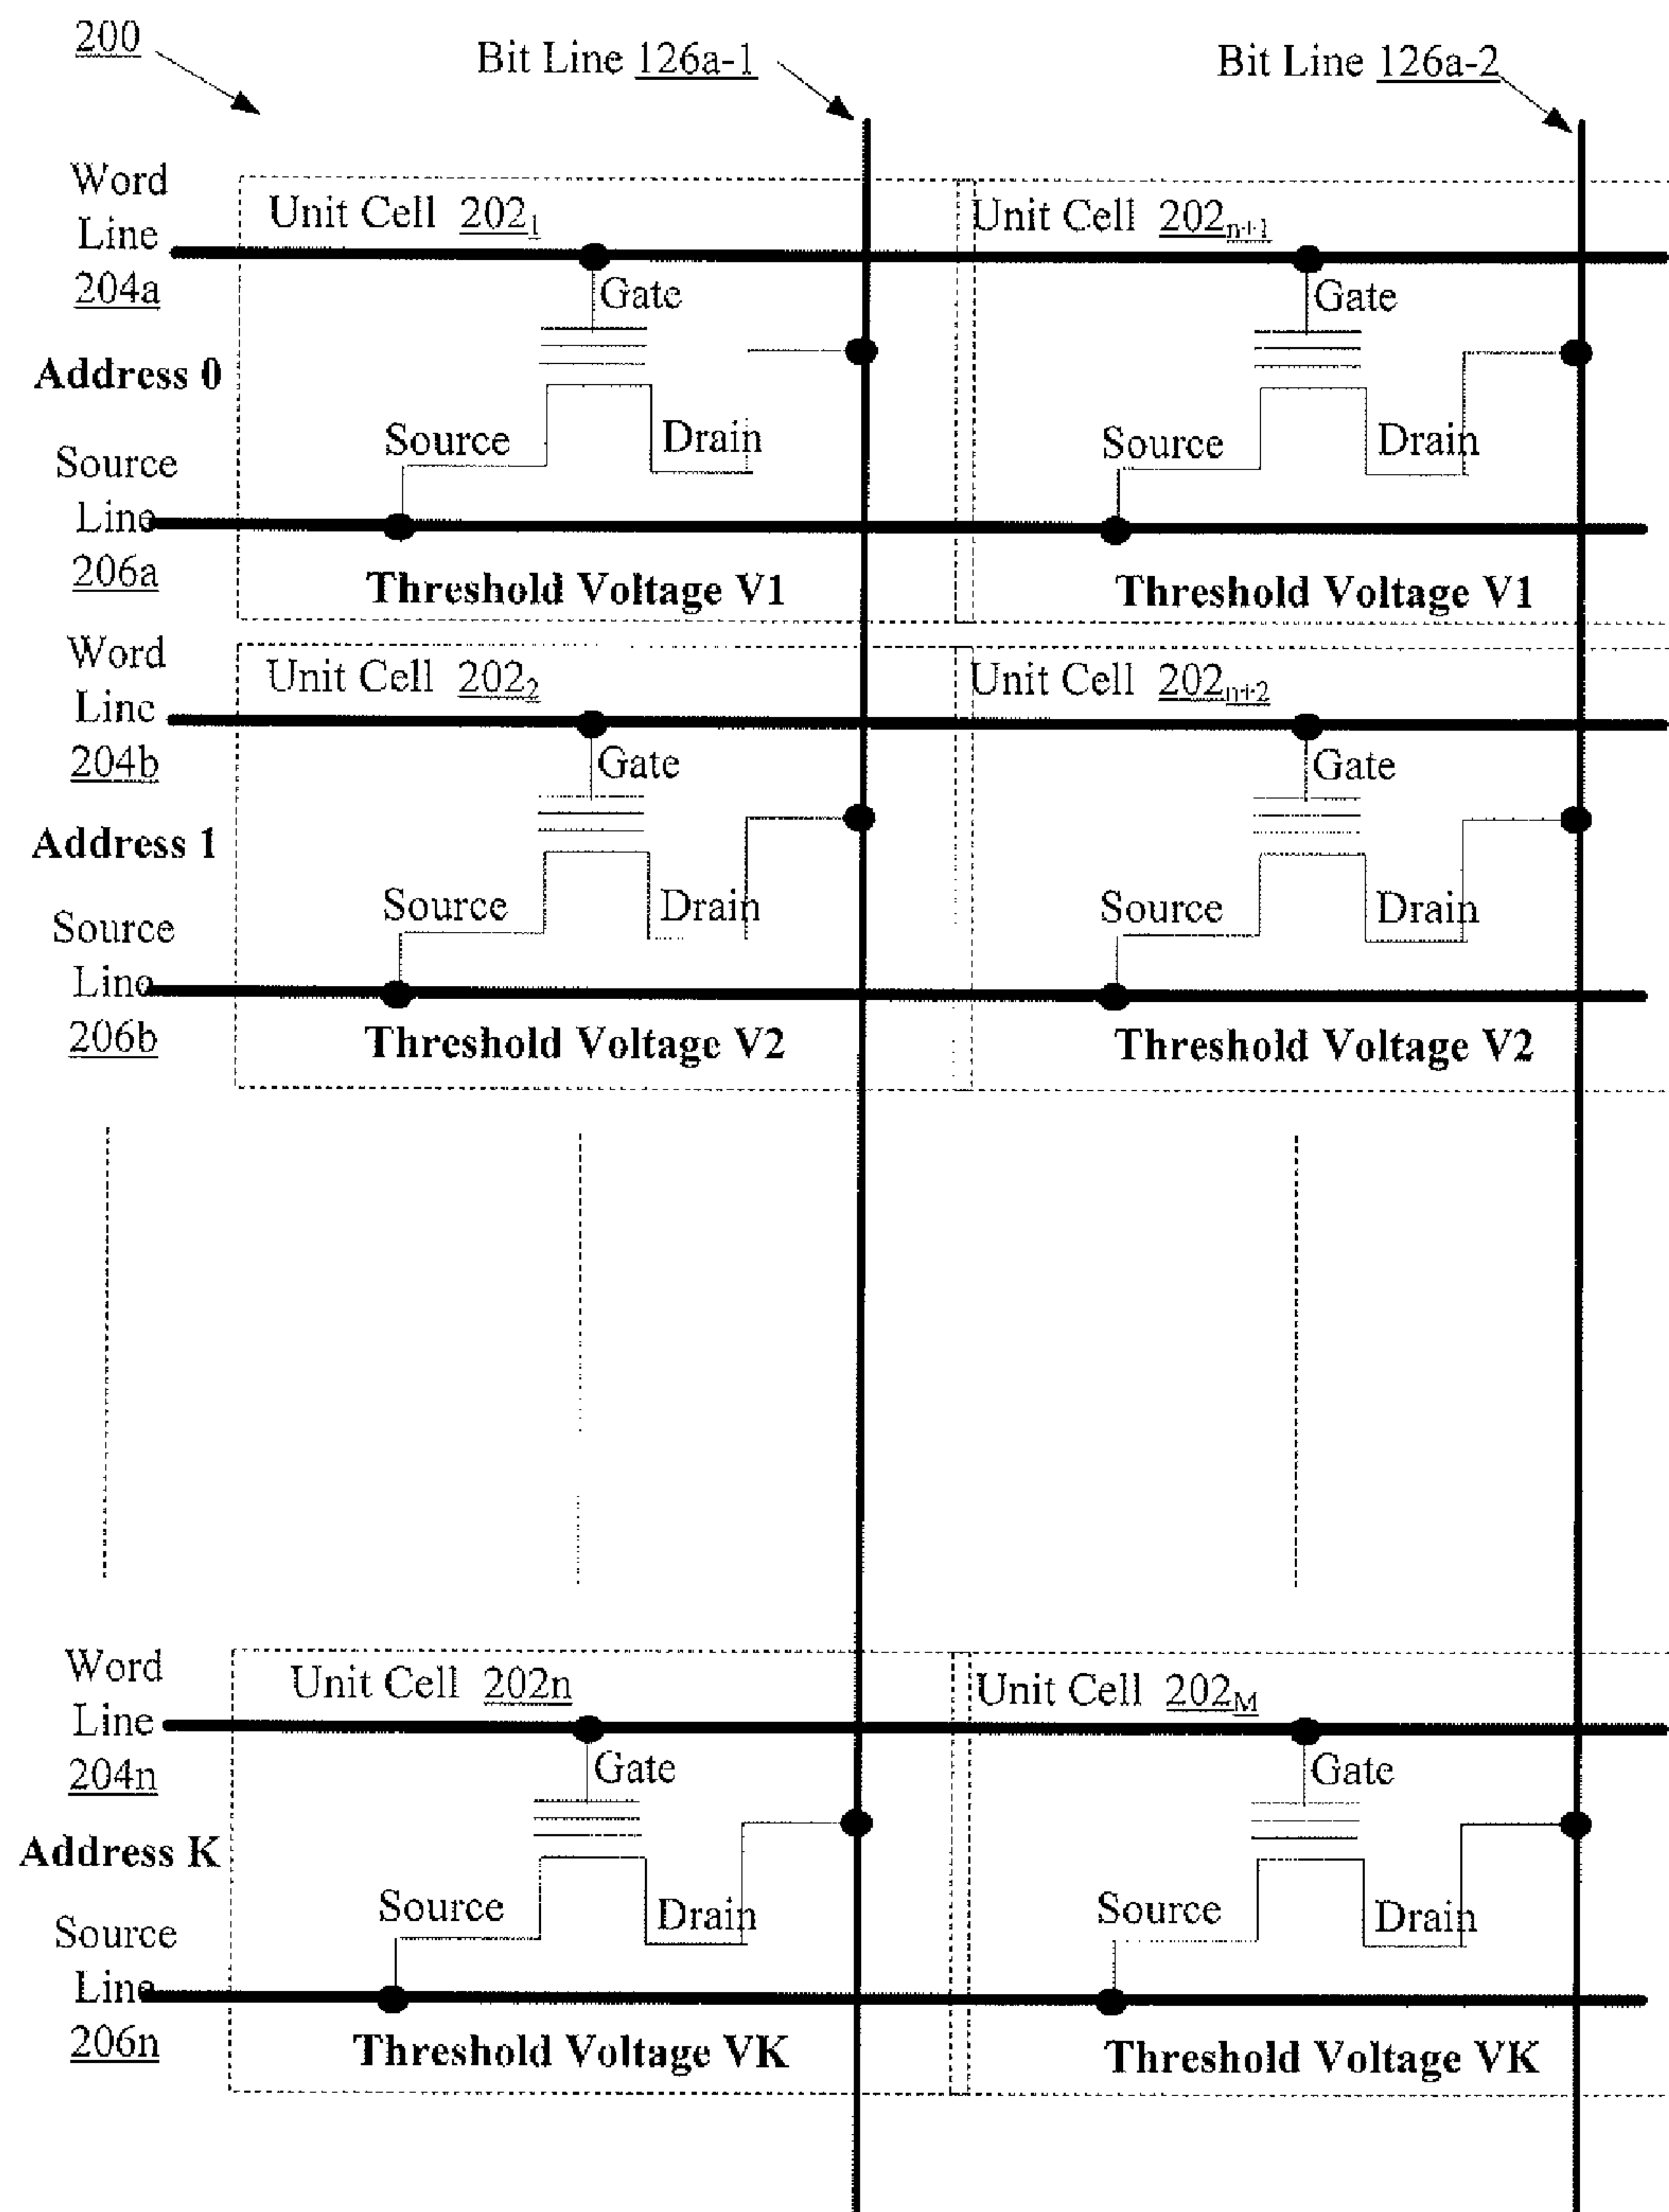 200
Bit Line 126a-1
Bit Line 126a-2
Word
Line
204a
Address 0
Source
Line
206a
Unit Cell 202₁
Gate
Source
Drain
Threshold Voltage V1
Unit Cell 202ₙ₊₁
Gate
Source
Drain
Threshold Voltage V1
Word
Line
204b
Address 1
Source
Line
206b
Unit Cell 202₂
Gate
Source
Drain
Threshold Voltage V2
Unit Cell 202ₙ₊₂
Gate
Source
Drain
Threshold Voltage V2
Word
Line
204n
Address K
Source
Line
206n
Unit Cell 202n
Gate
Source
Drain
Threshold Voltage VK
Unit Cell 202M
Gate
Source
Drain
Threshold Voltage VK